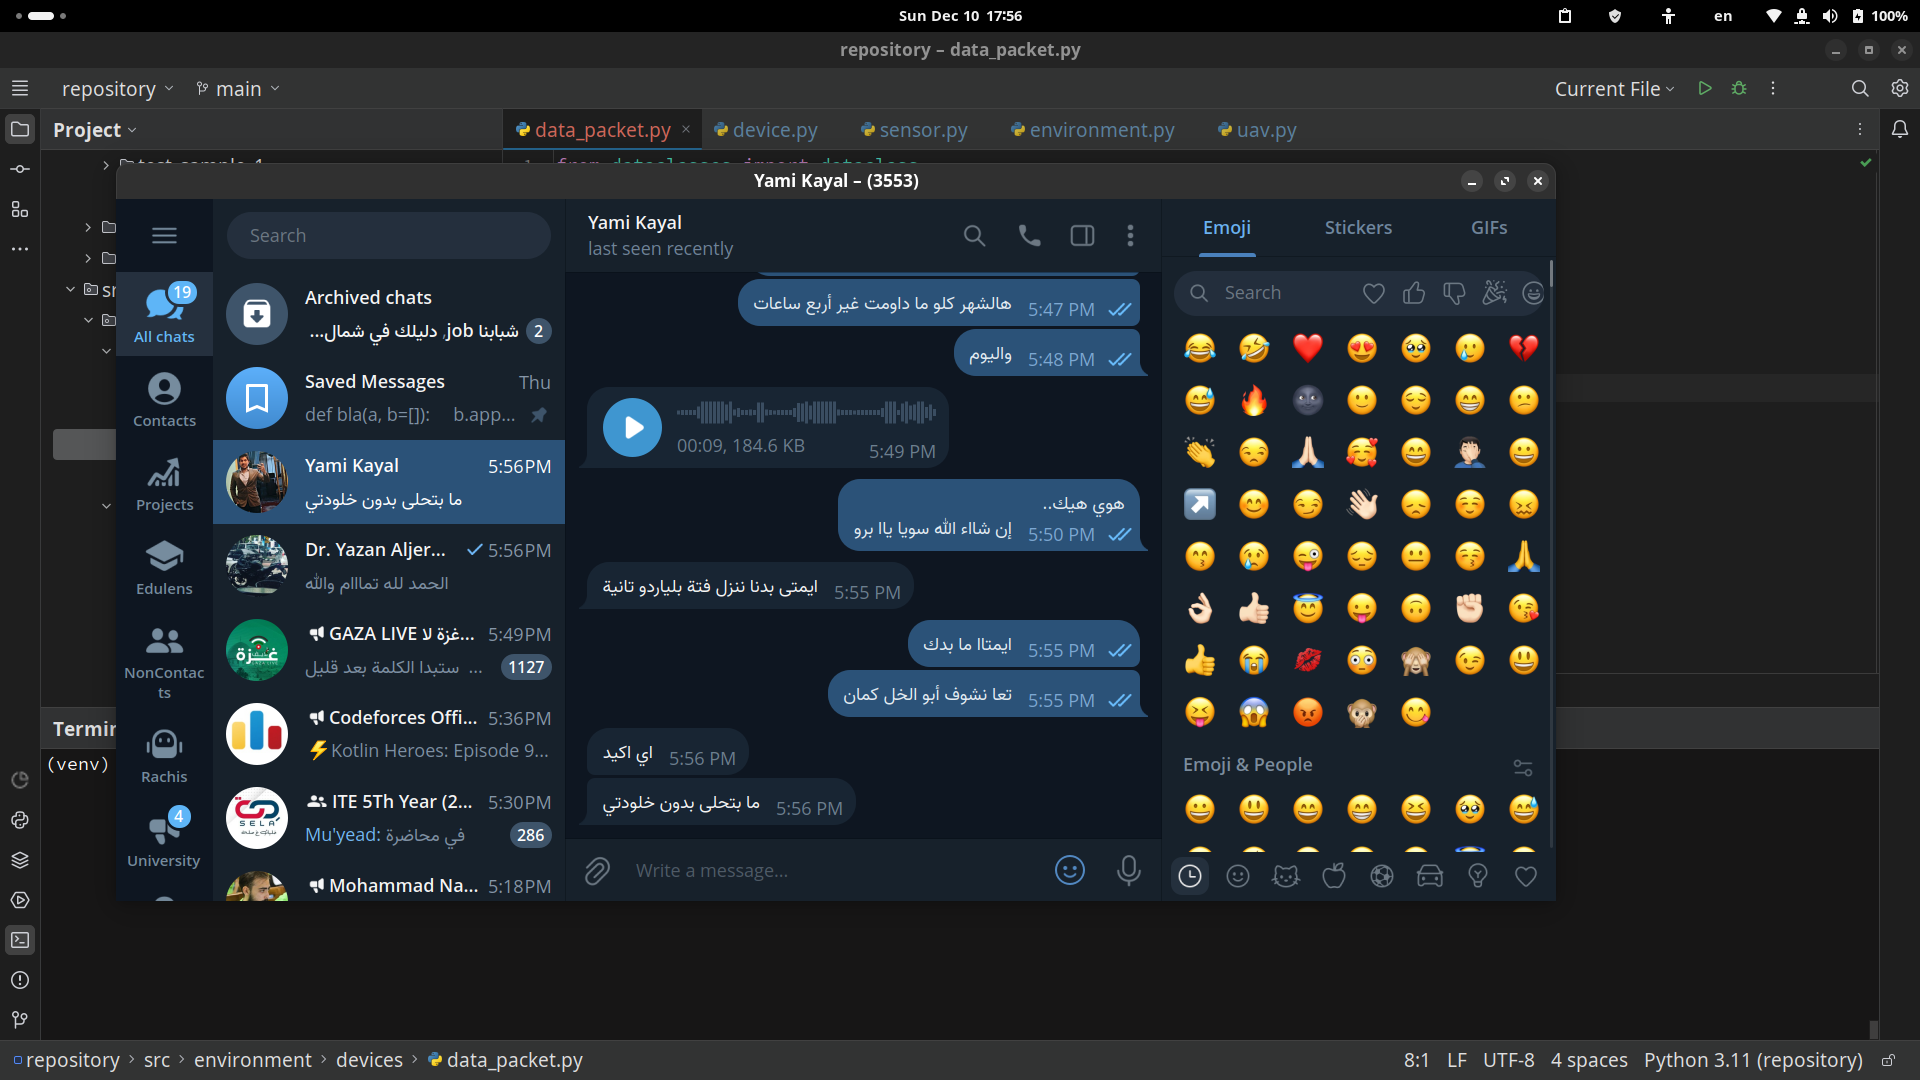 Sun Dec 10 17:56
en
100%
repository – data_packet.py
repository
main
Current File
Project
data_packet.py
device.py
sensor.py
environment.py
uav.py
from dataclasses import dataclass
Yami Kayal – (3553)
Search
Yami Kayal
last seen recently
Emoji
Stickers
GIFs
Search
19
All chats
Contacts
Projects
Edulens
NonContac
ts
Rachis
4
University
Archived chats
شبابنا job, دليلك في شمال...
2
Saved Messages
Thu
def bla(a, b=[]): b.app...
Yami Kayal
5:56PM
ما بتحلى بدون خلودتي
Dr. Yazan Aljer...
5:56PM
الحمد لله تمااام والله
GAZA LIVE غزة لا...
5:49PM
ستبدا الكلمة بعد قليل ...
1127
Codeforces Offi...
5:36PM
⚡Kotlin Heroes: Episode 9...
ITE 5Th Year (2...
5:30PM
Mu'yead: في محاضرة
286
Mohammad Na...
5:18PM
هالشهر كلو ما داومت غير أربع ساعات
5:47 PM
واليوم
5:48 PM
00:09, 184.6 KB
5:49 PM
هوي هيك..
إن شااء الله سويا ياا برو
5:50 PM
ايمتى بدنا ننزل فتة بلياردو تانية
5:55 PM
ايمتاا ما بدك
5:55 PM
تعا نشوف أبو الخل كمان
5:55 PM
اي اكيد
5:56 PM
ما بتحلى بدون خلودتي
5:56 PM
Write a message...
Emoji & People
(venv)
repository
src
environment
devices
data_packet.py
8:1
LF
UTF-8
4 spaces
Python 3.11 (repository)